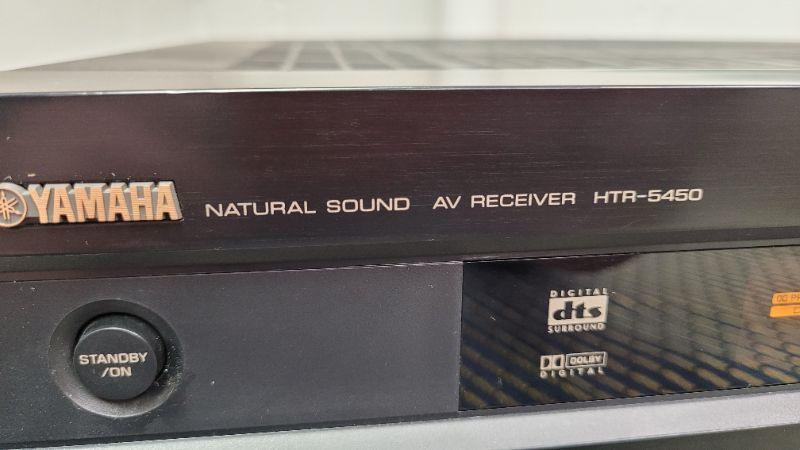 YAMAHA NATURAL SOUND AV RECEIVER HTR-5450
STANDBY
/ON
DIGITAL
dts
SURROUND
DOLBY
DIGITAL